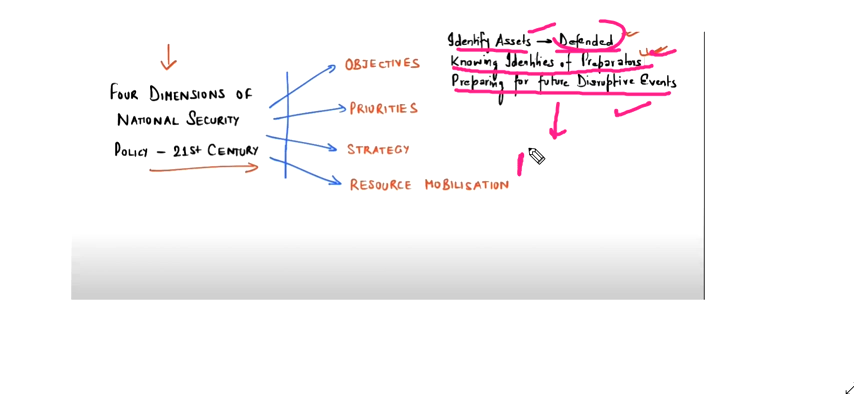 Identify Assets → Defended
Knowing Identities of Preparators
Preparing for future Disruptive Events
FOUR DIMENSIONS OF
NATIONAL SECURITY
POLICY – 21st CENTURY
OBJECTIVES
PRIORITIES
STRATEGY
RESOURCE MOBILISATION